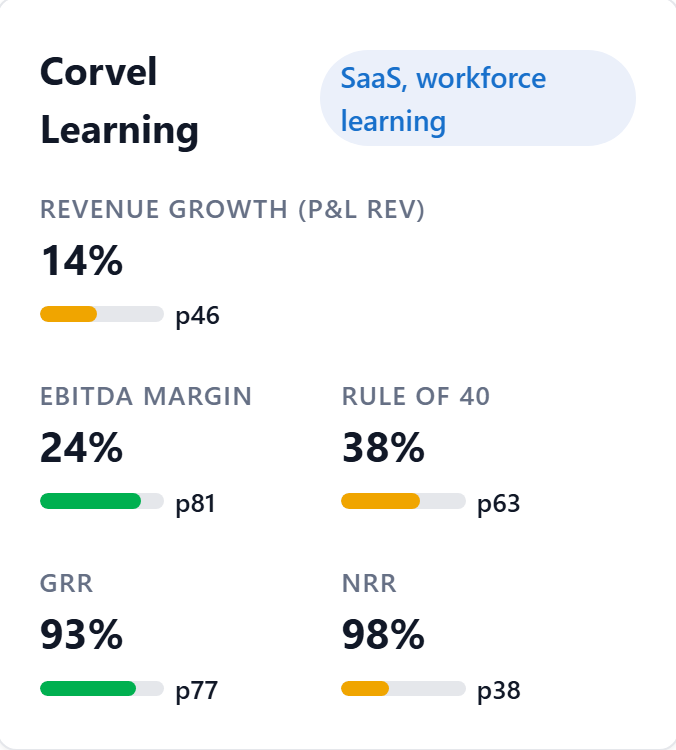 Corvel
Learning
SaaS, workforce
learning
REVENUE GROWTH (P&L REV)
14%
p46
EBITDA MARGIN
24%
p81
RULE OF 40
38%
p63
GRR
93%
p77
NRR
98%
p38